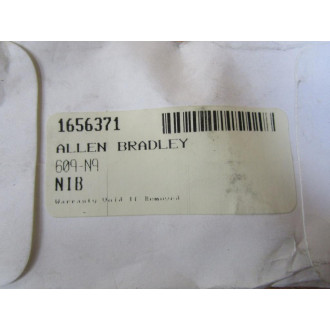 1656371
ALLEN BRADLEY
609-N9
NIB
Warranty Void If Removed